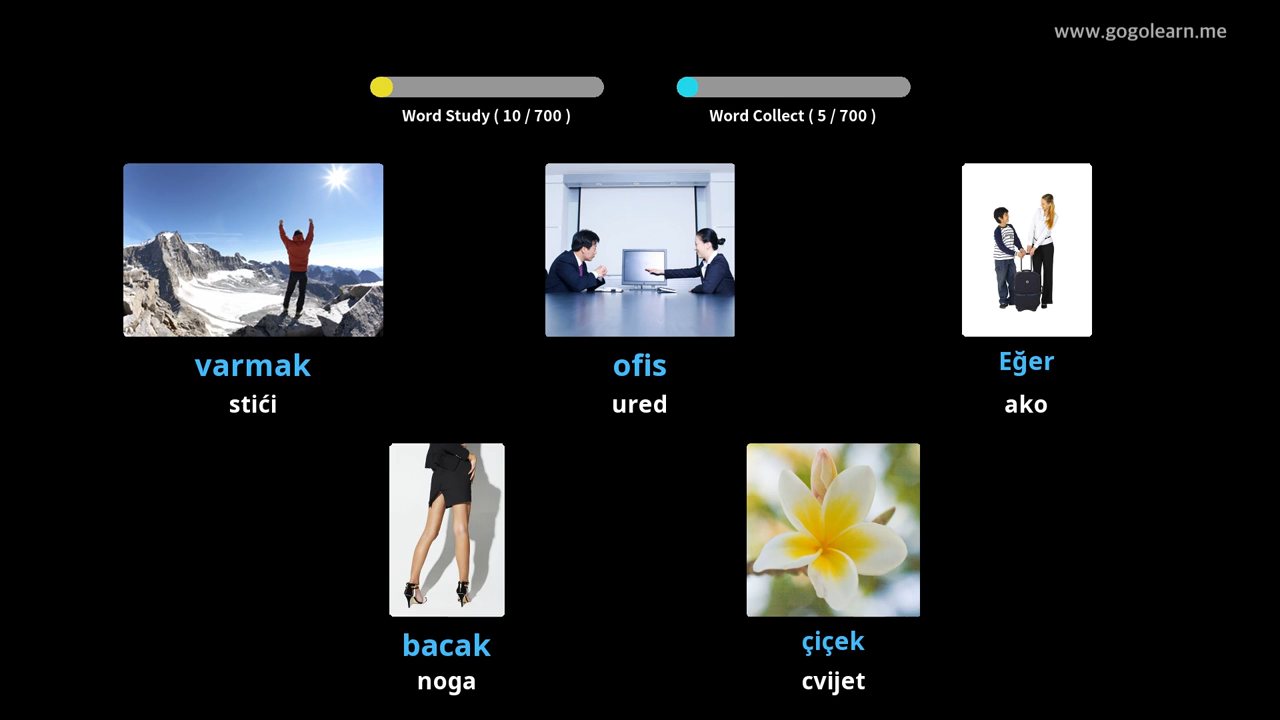 www.gogolearn.me
Word Study ( 10 / 700 )
Word Collect ( 5 / 700 )
varmak
stići
ofis
ured
Eğer
ako
bacak
noga
çiçek
cvijet